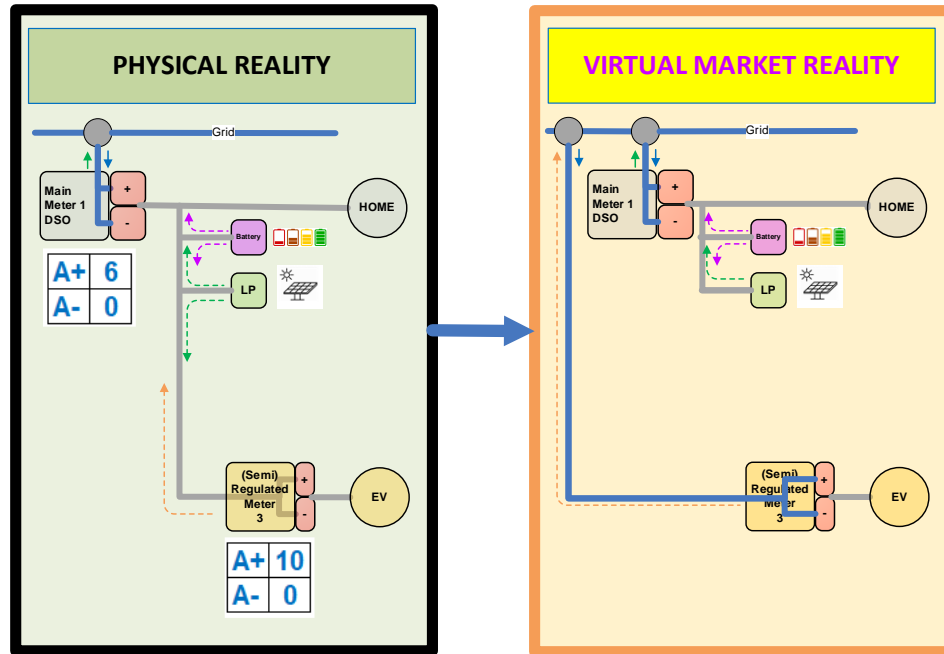 PHYSICAL REALITY
Grid
Main
Meter 1
DSO
+
-
HOME
Battery
LP
A+ 6
A- 0
(Semi)
Regulated
Meter
3
+
-
EV
A+ 10
A- 0
VIRTUAL MARKET REALITY
Grid
Main
Meter 1
DSO
+
-
HOME
Battery
LP
(Semi)
Regulated
Meter
3
+
-
EV